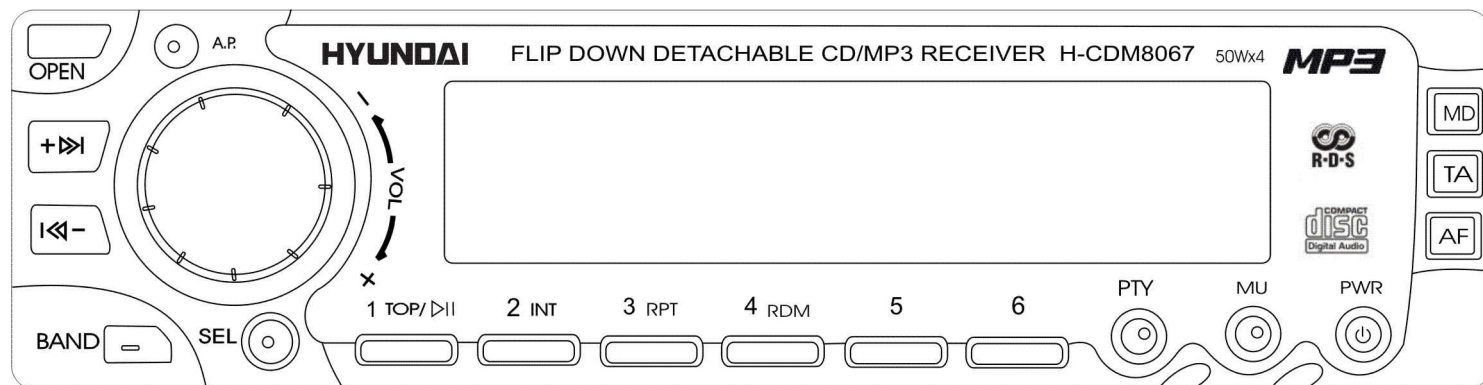 OPEN
A.P.
HYUNDAI FLIP DOWN DETACHABLE CD/MP3 RECEIVER H-CDM8067 50Wx4 MP3
MD
TA
AF
R·D·S
COMPACT
disc
Digital Audio
+
−
− VOL +
1 TOP/ 2 INT 3 RPT 4 RDM 5 6
PTY MU PWR
BAND
SEL